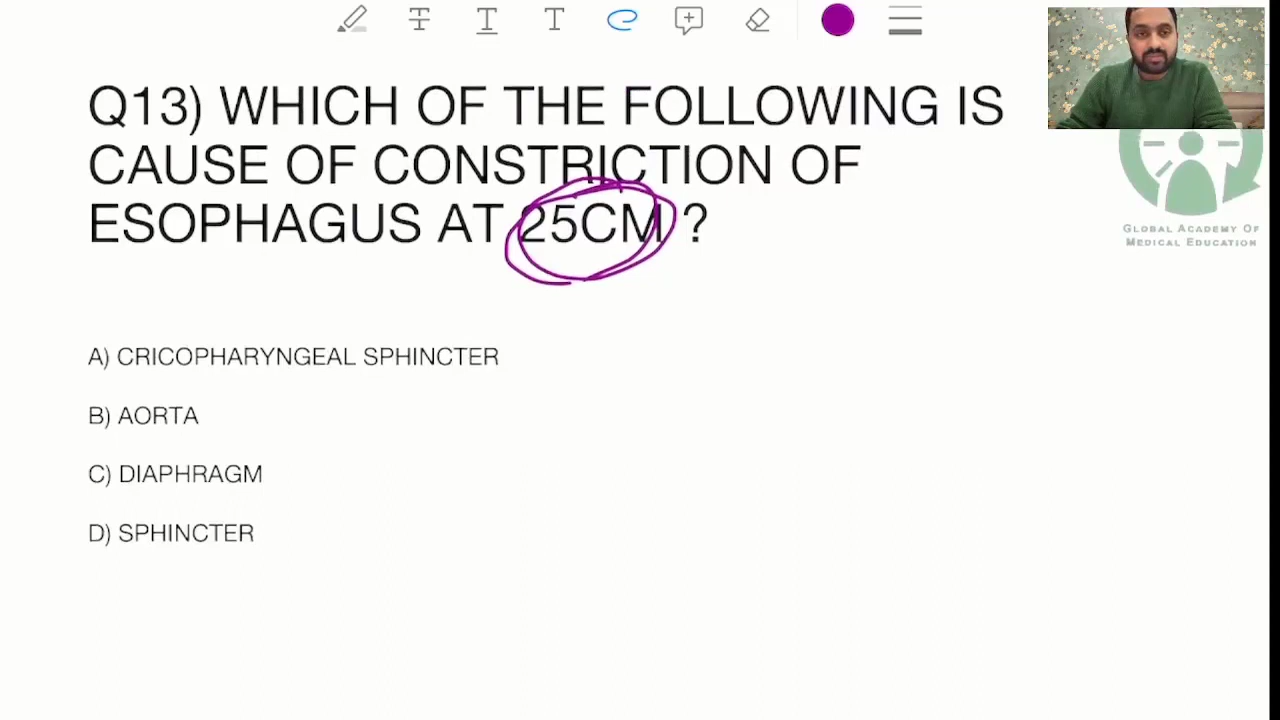 Q13) WHICH OF THE FOLLOWING IS
CAUSE OF CONSTRICTION OF
ESOPHAGUS AT 25CM ?
GLOBAL ACADEMY OF
MEDICAL EDUCATION
A) CRICOPHARYNGEAL SPHINCTER
B) AORTA
C) DIAPHRAGM
D) SPHINCTER